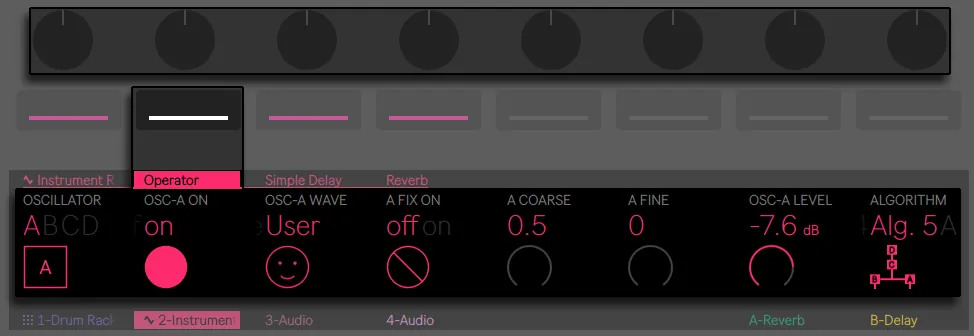 Instrument R Operator Simple Delay Reverb
OSCILLATOR OSC-A ON OSC-A WAVE A FIX ON A COARSE A FINE OSC-A LEVEL ALGORITHM
ABCD on User off on 0.5 0 -7.6 dB Alg. 5
A D
C
B A
1-Drum Rack 2-Instrument 3-Audio 4-Audio A-Reverb B-Delay